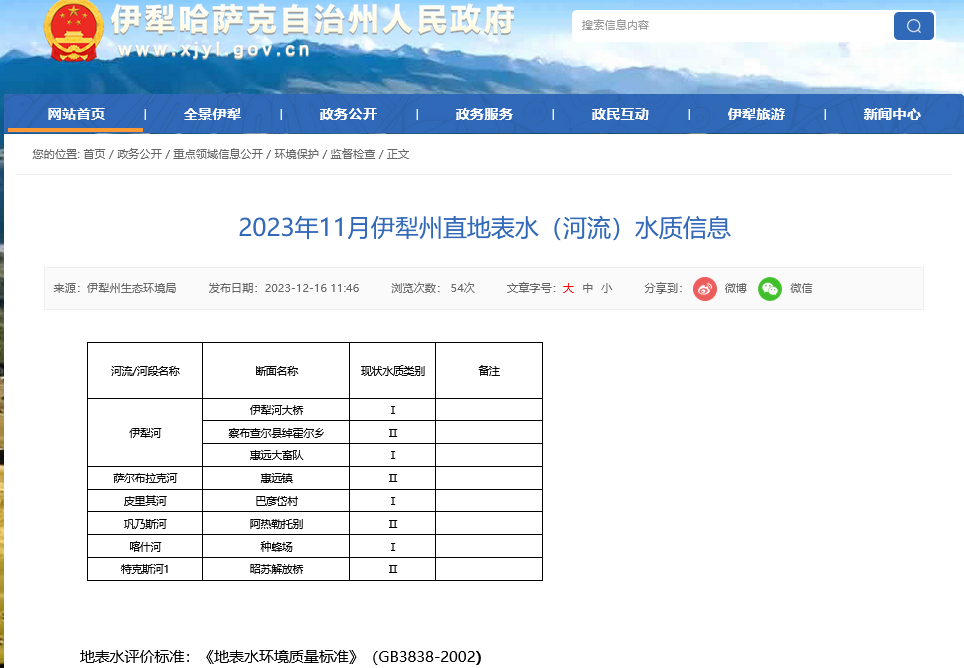 伊犁哈萨克自治州人民政府
www.xjyl.gov.cn
搜索信息内容
网站首页 | 全景伊犁 | 政务公开 | 政务服务 | 政民互动 | 伊犁旅游 | 新闻中心
您的位置: 首页 / 政务公开 / 重点领域信息公开 / 环境保护 / 监督检查 / 正文
2023年11月伊犁州直地表水（河流）水质信息
来源：伊犁州生态环境局 发布日期：2023-12-16 11:46 浏览次数： 54次 文章字号：大 中 小 分享到： 微博 微信
河流/河段名称 断面名称 现状水质类别 备注
伊犁河 伊犁河大桥 Ⅰ
察布查尔县绰霍尔乡 Ⅱ
惠远大畜队 Ⅰ
萨尔布拉克河 惠远镇 Ⅱ
皮里其河 巴彦岱村 Ⅰ
巩乃斯河 阿热勒托别 Ⅱ
喀什河 种蜂场 Ⅰ
特克斯河1 昭苏解放桥 Ⅱ
地表水评价标准：《地表水环境质量标准》（GB3838-2002)